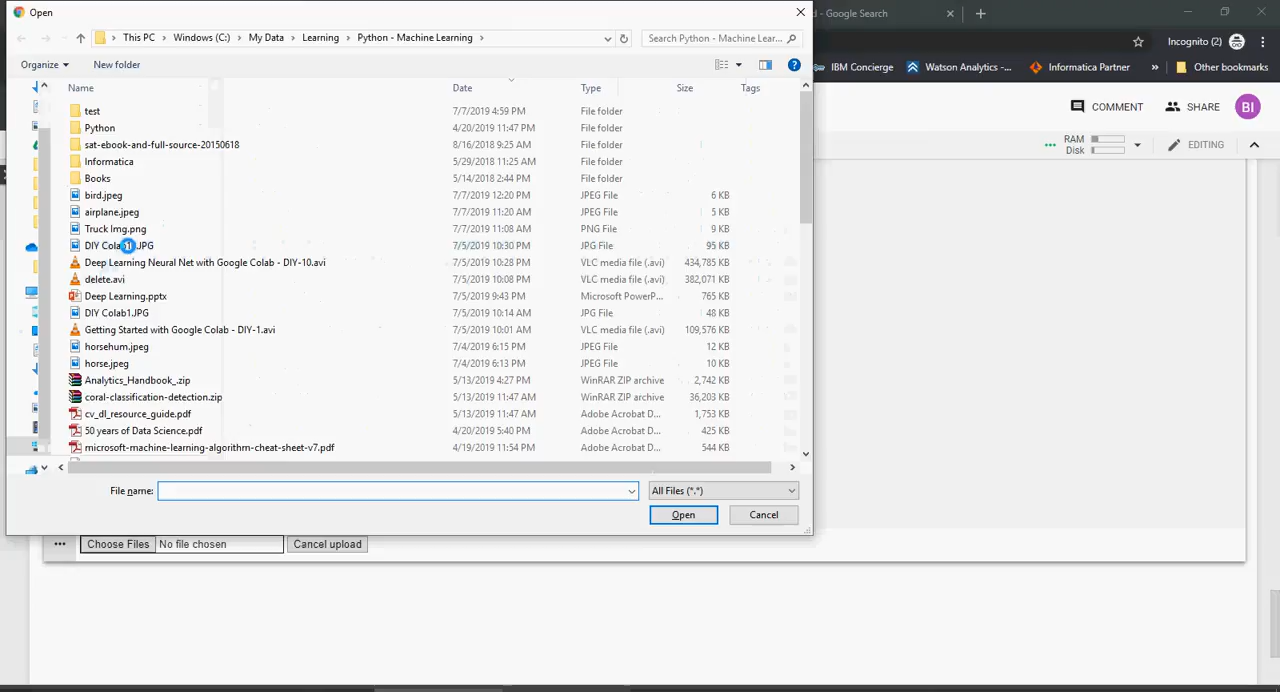 Open
d - Google Search
This PC > Windows (C:) > My Data > Learning > Python - Machine Learning >
Search Python - Machine Lear...
Incognito (2)
Organize
New folder
IBM Concierge
Watson Analytics -...
Informatica Partner
»
Other bookmarks
Name Date Type Size Tags
COMMENT
SHARE
BI
RAM
Disk
EDITING
test 7/7/2019 4:59 PM File folder
Python 4/20/2019 11:47 PM File folder
sat-ebook-and-full-source-20150618 8/16/2018 9:25 AM File folder
Informatica 5/29/2018 11:25 AM File folder
Books 5/14/2018 2:44 PM File folder
bird.jpeg 7/7/2019 12:20 PM JPEG File 6 KB
airplane.jpeg 7/7/2019 11:20 AM JPEG File 5 KB
Truck Img.png 7/7/2019 11:08 AM PNG File 9 KB
DIY Colab11.JPG 7/5/2019 10:30 PM JPG File 95 KB
Deep Learning Neural Net with Google Colab - DIY-10.avi 7/5/2019 10:28 PM VLC media file (.avi) 434,785 KB
delete.avi 7/5/2019 10:08 PM VLC media file (.avi) 382,071 KB
Deep Learning.pptx 7/5/2019 9:43 PM Microsoft PowerP... 765 KB
DIY Colab1.JPG 7/5/2019 10:14 AM JPG File 48 KB
Getting Started with Google Colab - DIY-1.avi 7/5/2019 10:01 AM VLC media file (.avi) 109,576 KB
horsehum.jpeg 7/4/2019 6:15 PM JPEG File 12 KB
horse.jpeg 7/4/2019 6:13 PM JPEG File 10 KB
Analytics_Handbook_.zip 5/13/2019 4:27 PM WinRAR ZIP archive 2,742 KB
coral-classification-detection.zip 5/13/2019 11:47 AM WinRAR ZIP archive 36,203 KB
cv_dl_resource_guide.pdf 5/13/2019 11:47 AM Adobe Acrobat D... 1,753 KB
50 years of Data Science.pdf 4/20/2019 5:40 PM Adobe Acrobat D... 425 KB
microsoft-machine-learning-algorithm-cheat-sheet-v7.pdf 4/19/2019 11:54 PM Adobe Acrobat D... 544 KB
File name:
All Files (*.*)
Open
Cancel
Choose Files
No file chosen
Cancel upload